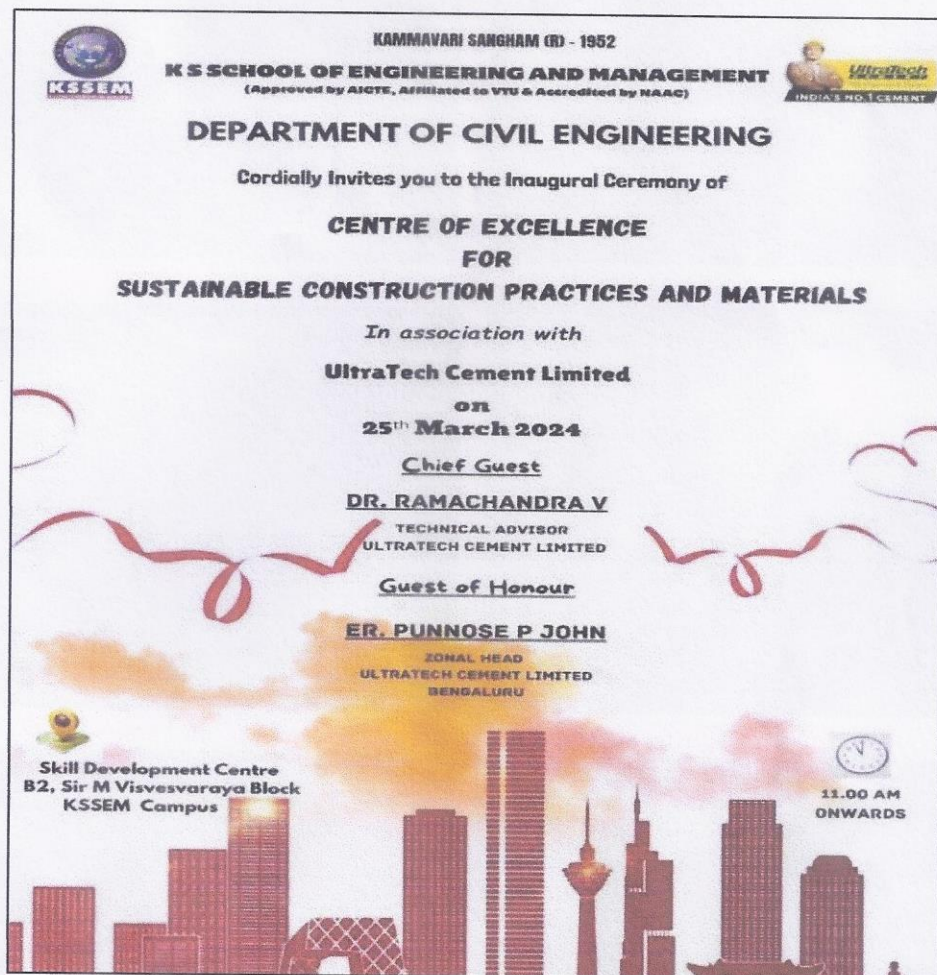 KAMMAVARI SANGHAM (R) - 1952
K S SCHOOL OF ENGINEERING AND MANAGEMENT
(Approved by AICTE, Affiliated to VTU & Accredited by NAAC)
KSSEM
UltraTech
INDIA'S NO.1 CEMENT
DEPARTMENT OF CIVIL ENGINEERING
Cordially Invites you to the Inaugural Ceremony of
CENTRE OF EXCELLENCE
FOR
SUSTAINABLE CONSTRUCTION PRACTICES AND MATERIALS
In association with
UltraTech Cement Limited
on
25th March 2024
Chief Guest
DR. RAMACHANDRA V
TECHNICAL ADVISOR
ULTRATECH CEMENT LIMITED
Guest of Honour
ER. PUNNOSE P JOHN
ZONAL HEAD
ULTRATECH CEMENT LIMITED
BENGALURU
Skill Development Centre
B2, Sir M Visvesvaraya Block
KSSEM Campus
11.00 AM
ONWARDS